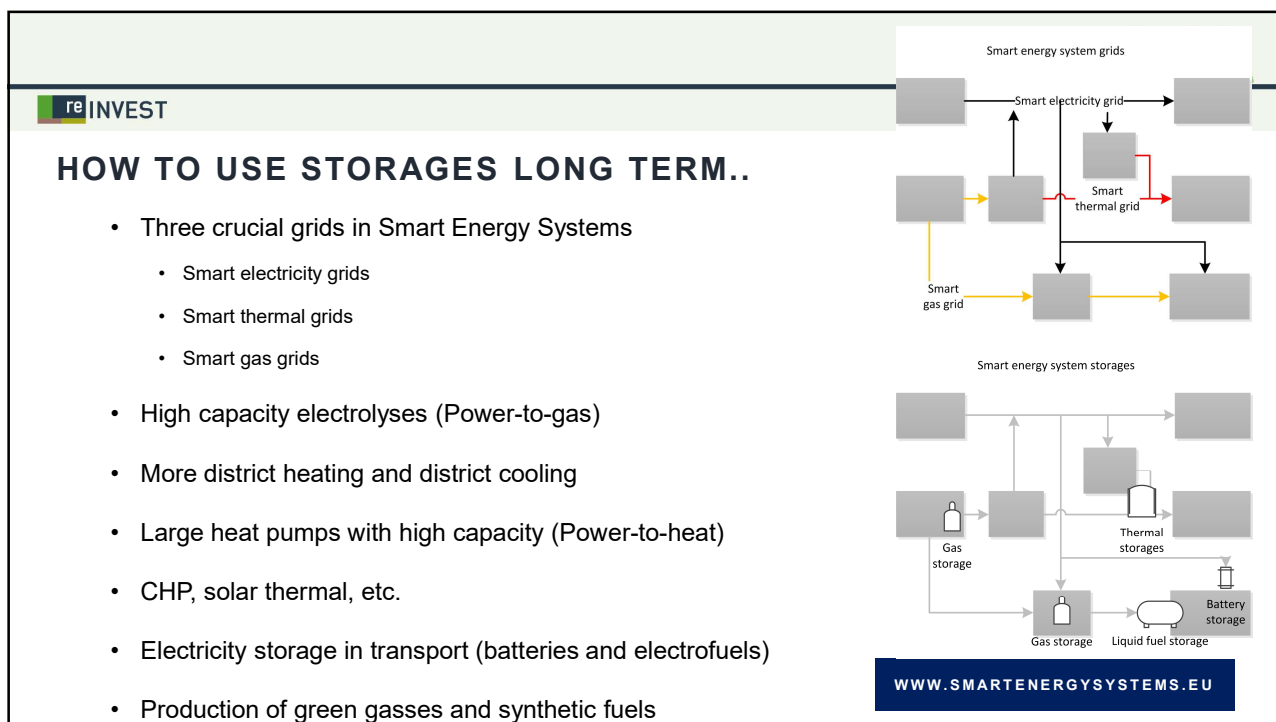 re INVEST
HOW TO USE STORAGES LONG TERM..
• Three crucial grids in Smart Energy Systems
• Smart electricity grids
• Smart thermal grids
• Smart gas grids
• High capacity electrolyses (Power-to-gas)
• More district heating and district cooling
• Large heat pumps with high capacity (Power-to-heat)
• CHP, solar thermal, etc.
• Electricity storage in transport (batteries and electrofuels)
• Production of green gasses and synthetic fuels
Smart energy system grids
Smart electricity grid
Smart
thermal grid
Smart
gas grid
Smart energy system storages
Gas
storage
Thermal
storages
Battery
storage
Gas storage
Liquid fuel storage
WWW.SMARTENERGYSYSTEMS.EU